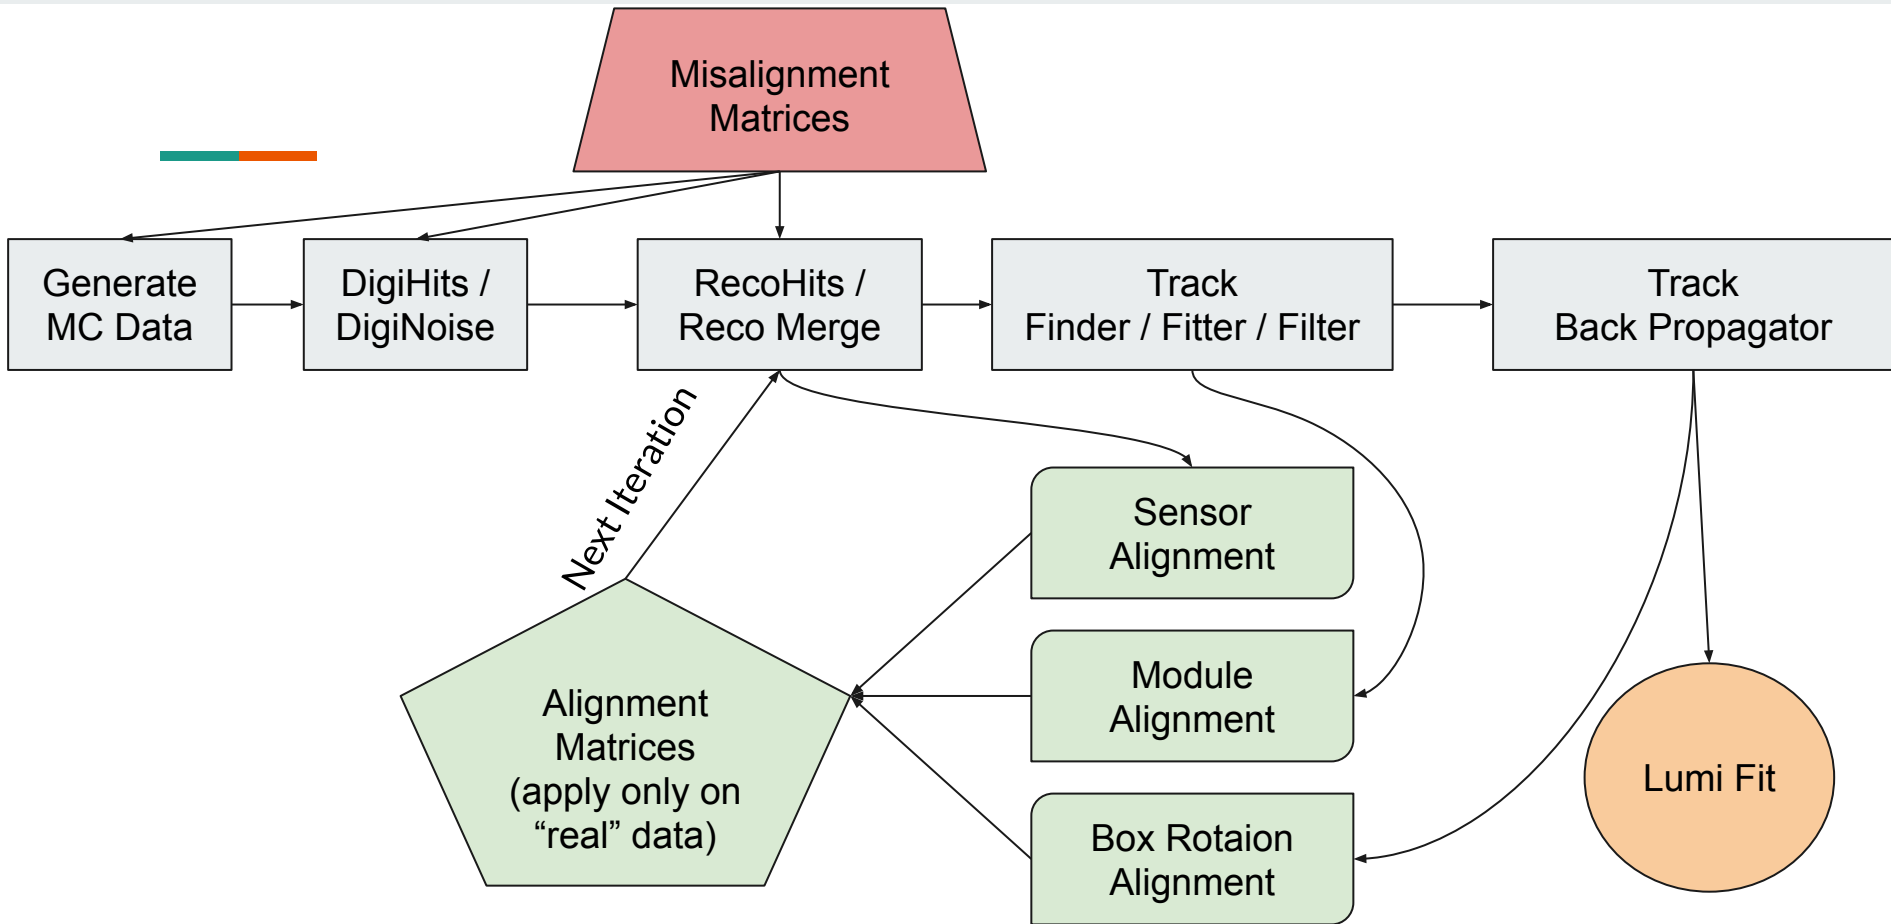 Misalignment
Matrices
Generate
MC Data
DigiHits /
DigiNoise
RecoHits /
Reco Merge
Track
Finder / Fitter / Filter
Track
Back Propagator
Next Iteration
Sensor
Alignment
Module
Alignment
Alignment
Matrices
(apply only on
“real” data)
Box Rotaion
Alignment
Lumi Fit